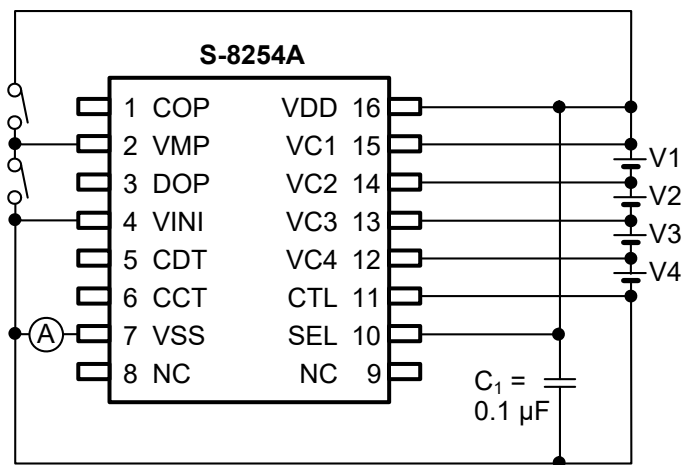 S-8254A
1 COP VDD 16
2 VMP VC1 15
V1
3 DOP VC2 14
V2
4 VINI VC3 13
V3
5 CDT VC4 12
V4
6 CCT CTL 11
A 7 VSS SEL 10
8 NC NC 9
C₁ =
0.1 µF